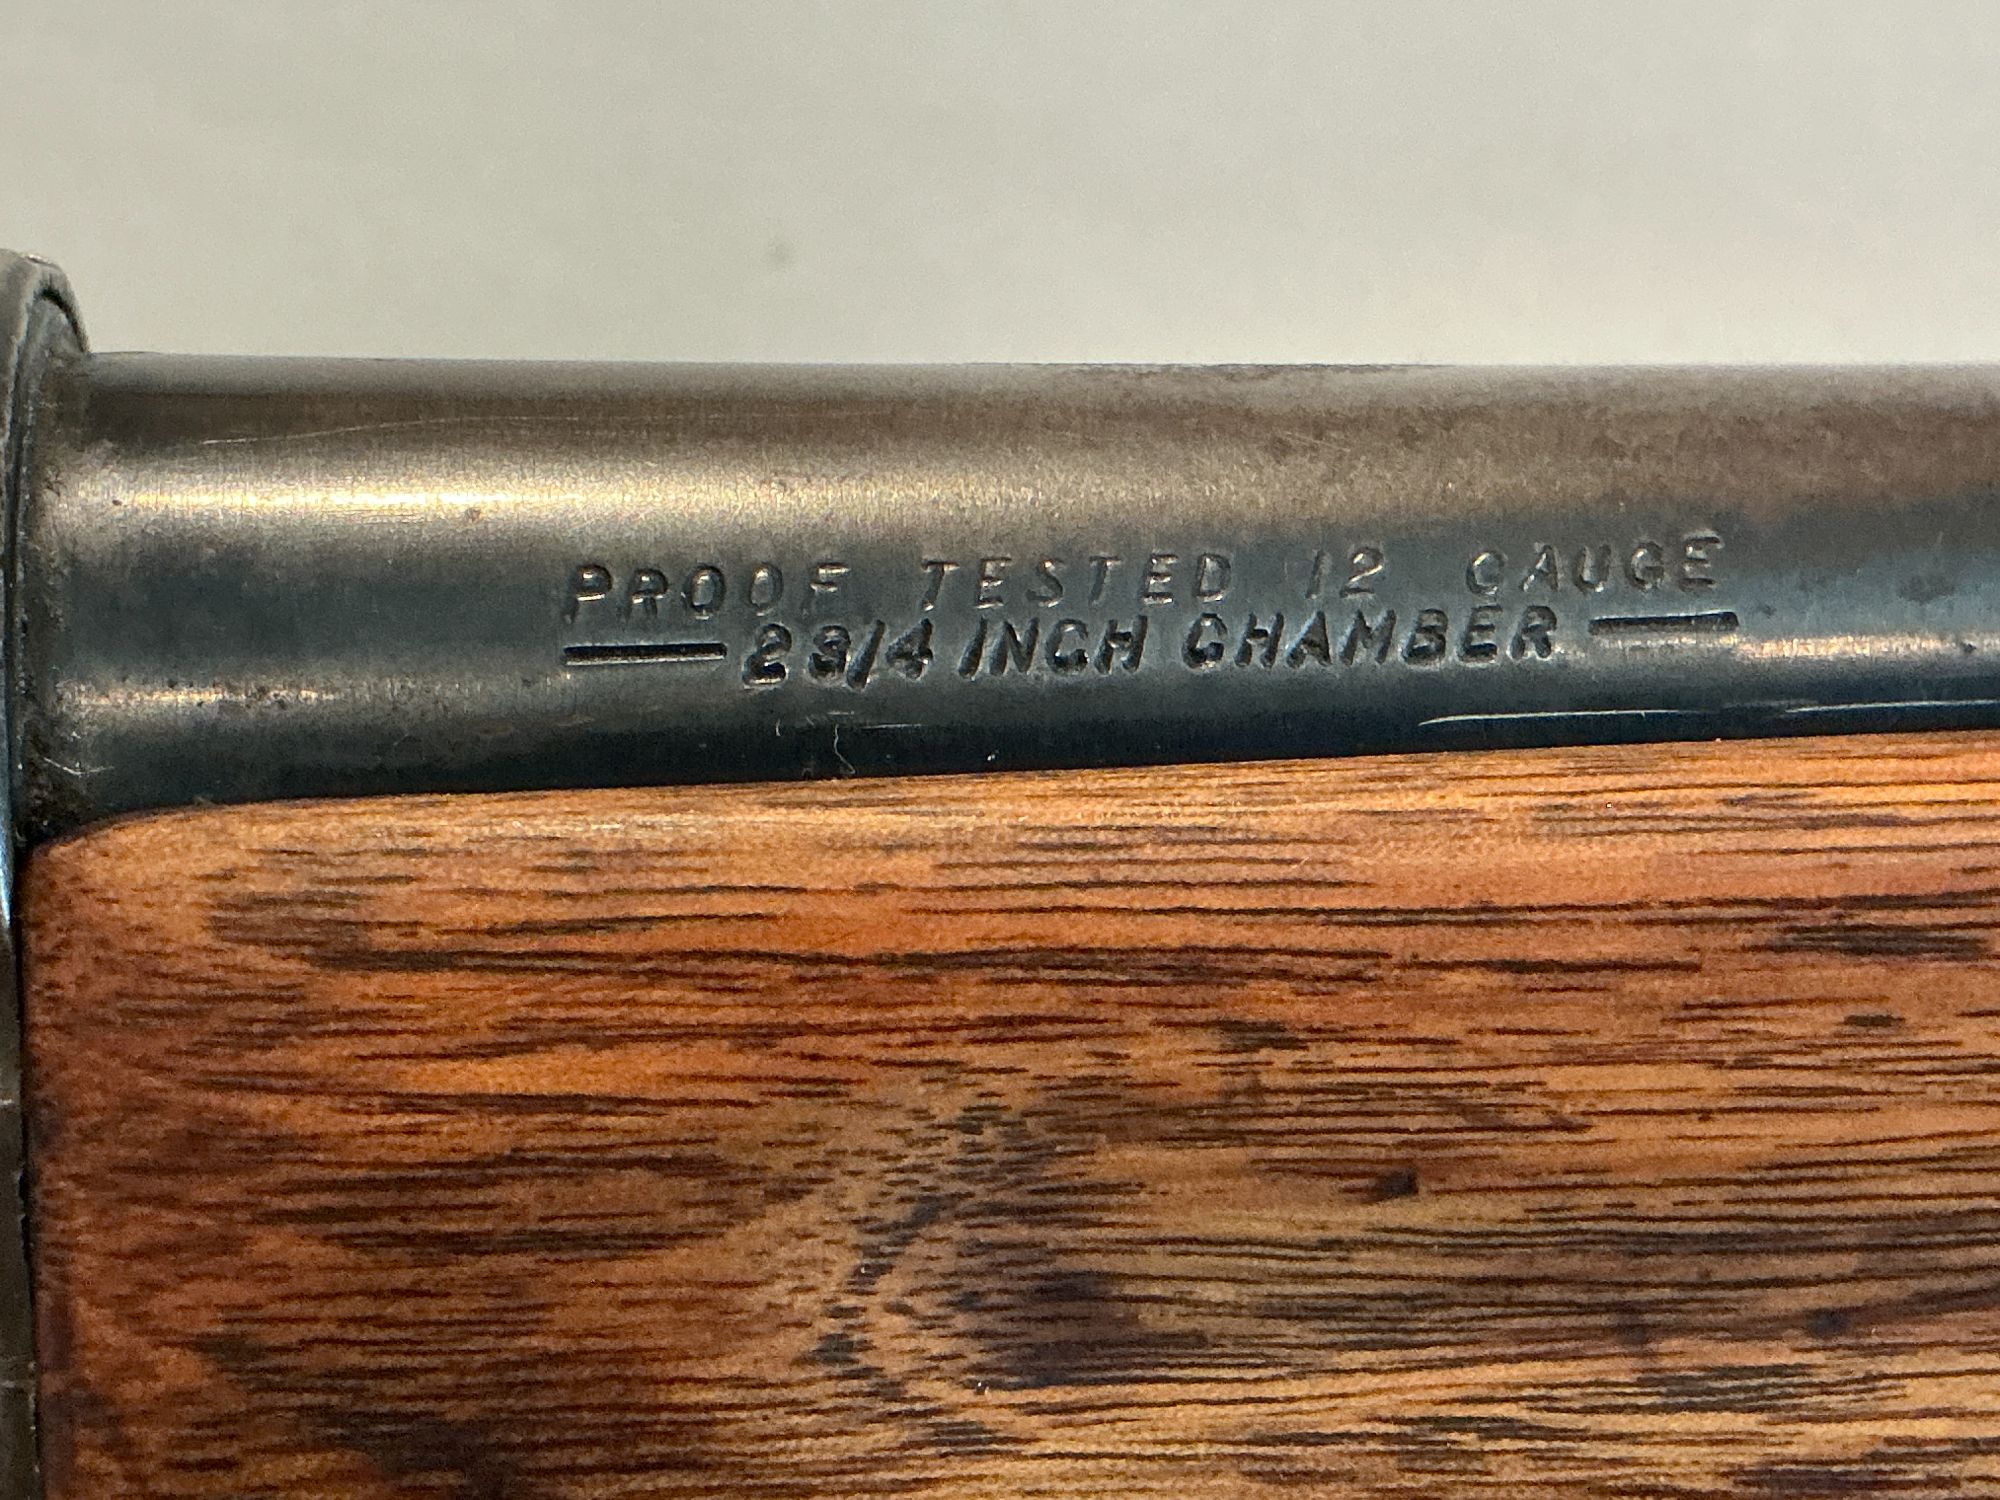 PROOF TESTED 12 GAUGE
— 2 3/4 INCH CHAMBER —